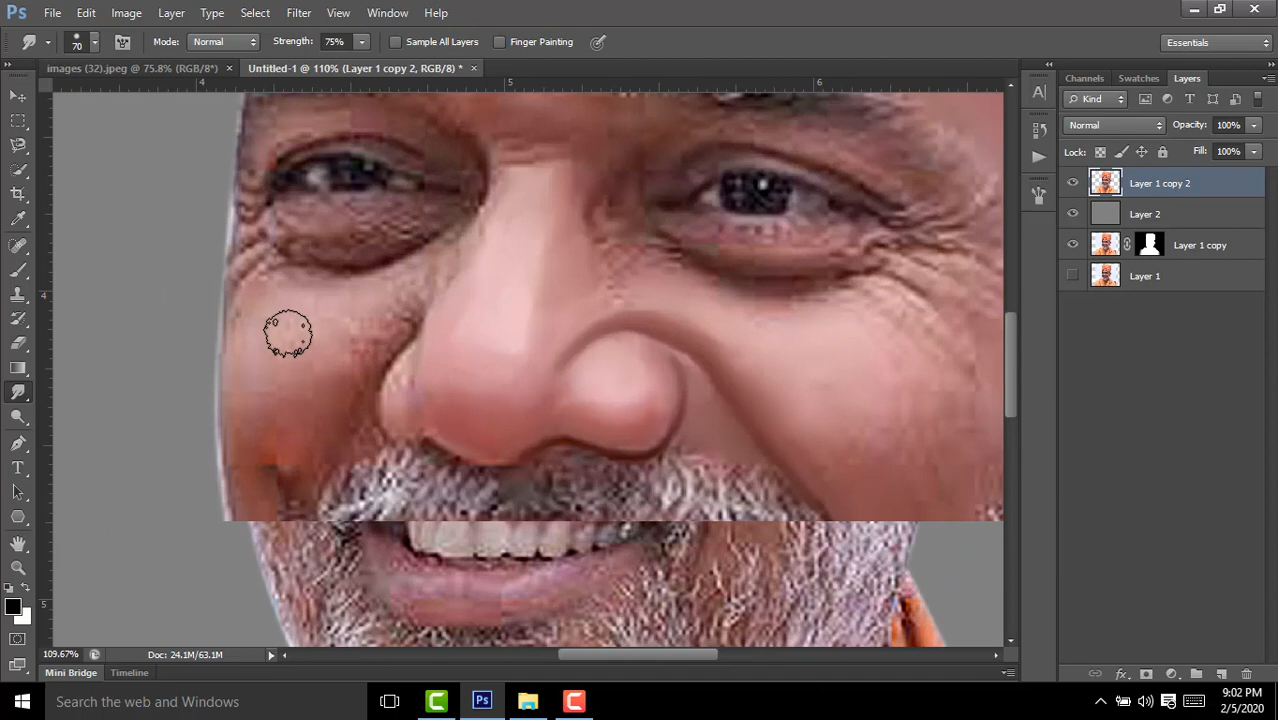 Ps File Edit Image Layer Type Select Filter View Window Help
70 Mode: Normal Strength: 75% Sample All Layers Finger Painting Essentials
images (32).jpeg @ 75.8% (RGB/8*) × Untitled-1 @ 110% (Layer 1 copy 2, RGB/8) * ×
4 5 6
4
5
Channels Swatches Layers
Kind
Normal Opacity: 100%
Lock: Fill: 100%
Layer 1 copy 2
Layer 2
Layer 1 copy
Layer 1
109.67% Doc: 24.1M/63.1M
Mini Bridge Timeline
Search the web and Windows
Ps
9:02 PM
2/5/2020